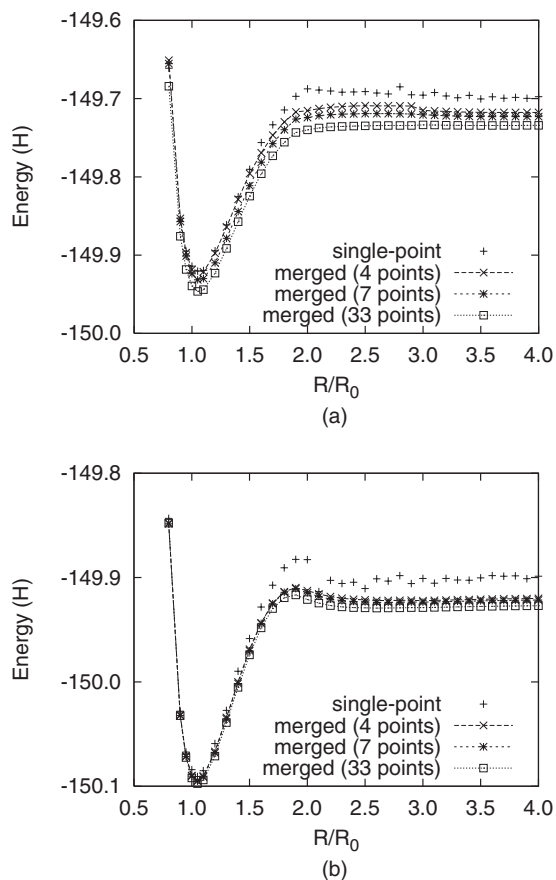 -149.6
-149.7
-149.8
-149.9
-150.0
Energy (H)
single-point
merged (4 points)
merged (7 points)
merged (33 points)
0.5 1.0 1.5 2.0 2.5 3.0 3.5 4.0
R/R₀
(a)
-149.8
-149.9
-150.0
-150.1
Energy (H)
single-point
merged (4 points)
merged (7 points)
merged (33 points)
0.5 1.0 1.5 2.0 2.5 3.0 3.5 4.0
R/R₀
(b)